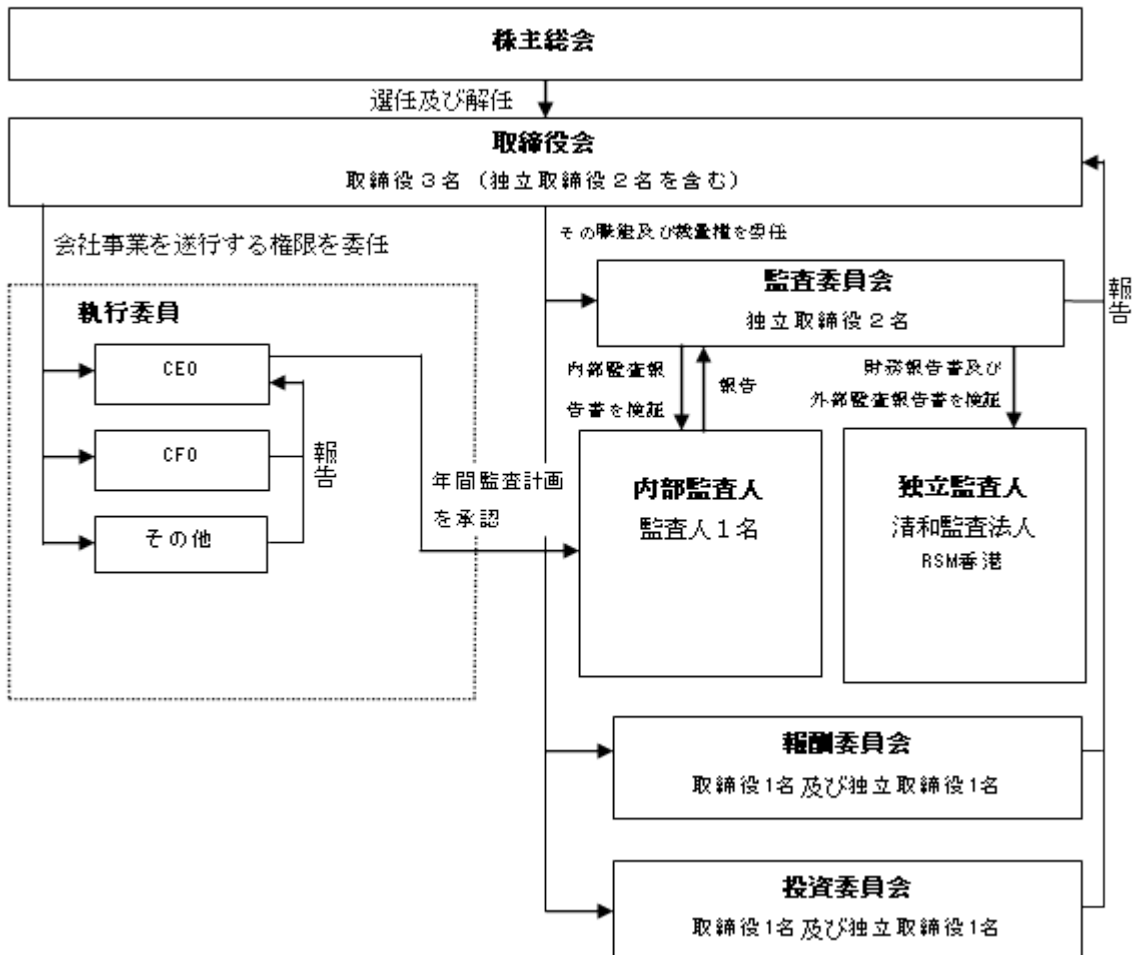 株主総会
選任及び解任
取締役会
取締役３名（独立取締役２名を含む）
会社事業を遂行する権限を委任
その職能及び裁量権を委任
執行委員
CEO
CFO
その他
報告
監査委員会
独立取締役２名
報告
内部監査報
告書を検証
報告
財務報告書及び
外部監査報告書を検証
年間監査計画
を承認
内部監査人
監査人１名
独立監査人
清和監査法人
RSM香港
報酬委員会
取締役1名及び独立取締役1名
投資委員会
取締役1名及び独立取締役1名